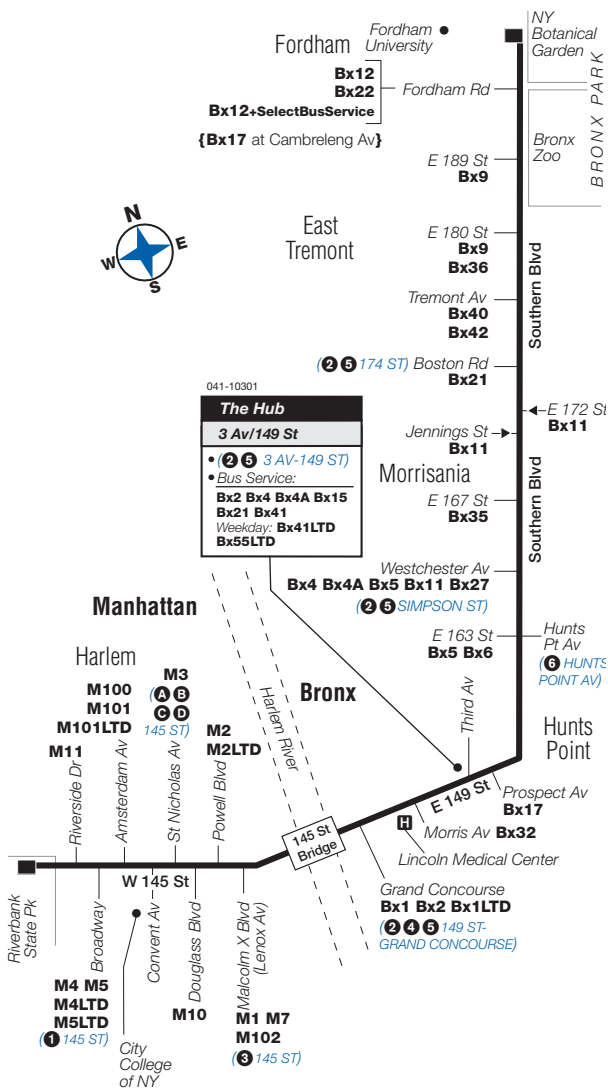 NY
Botanical
Garden
BRONX PARK
Bronx
Zoo
Fordham
Fordham
University
Bx12
Bx22
Bx12+SelectBusService
Fordham Rd
{Bx17 at Cambreleng Av}
E 189 St
Bx9
N
E
S
W
East
Tremont
E 180 St
Bx9
Bx36
Southern Blvd
Tremont Av
Bx40
Bx42
(2 5 174 ST) Boston Rd
Bx21
041-10301
The Hub
3 Av/149 St
• (2 5 3 AV-149 ST)
• Bus Service:
Bx2 Bx4 Bx4A Bx15
Bx21 Bx41
Weekday: Bx41LTD
Bx55LTD
E 172 St
Bx11
Jennings St
Bx11
Morrisania
E 167 St
Bx35
Southern Blvd
Westchester Av
Bx4 Bx4A Bx5 Bx11 Bx27
(2 5 SIMPSON ST)
E 163 St
Bx5 Bx6
Hunts
Pt Av
(6 HUNTS
POINT AV)
Manhattan
Bronx
Harlem River
Harlem
M100
M101
M101LTD
M3
(A B
C D
145 ST)
M2
M2LTD
M11
Riverside Dr
Amsterdam Av
St Nicholas Av
Powell Blvd
Third Av
Hunts
Point
E 149 St
Prospect Av
Bx17
Morris Av Bx32
H
Lincoln Medical Center
145 St
Bridge
Grand Concourse
Bx1 Bx2 Bx1LTD
(2 4 5 149 ST-
GRAND CONCOURSE)
W 145 St
Riverbank
State Pk
Broadway
Convent Av
Douglass Blvd
Malcolm X Blvd
(Lenox Av)
M4 M5
M4LTD
M5LTD
(1 145 ST)
City
College
of NY
M10
M1 M7
M102
(3 145 ST)